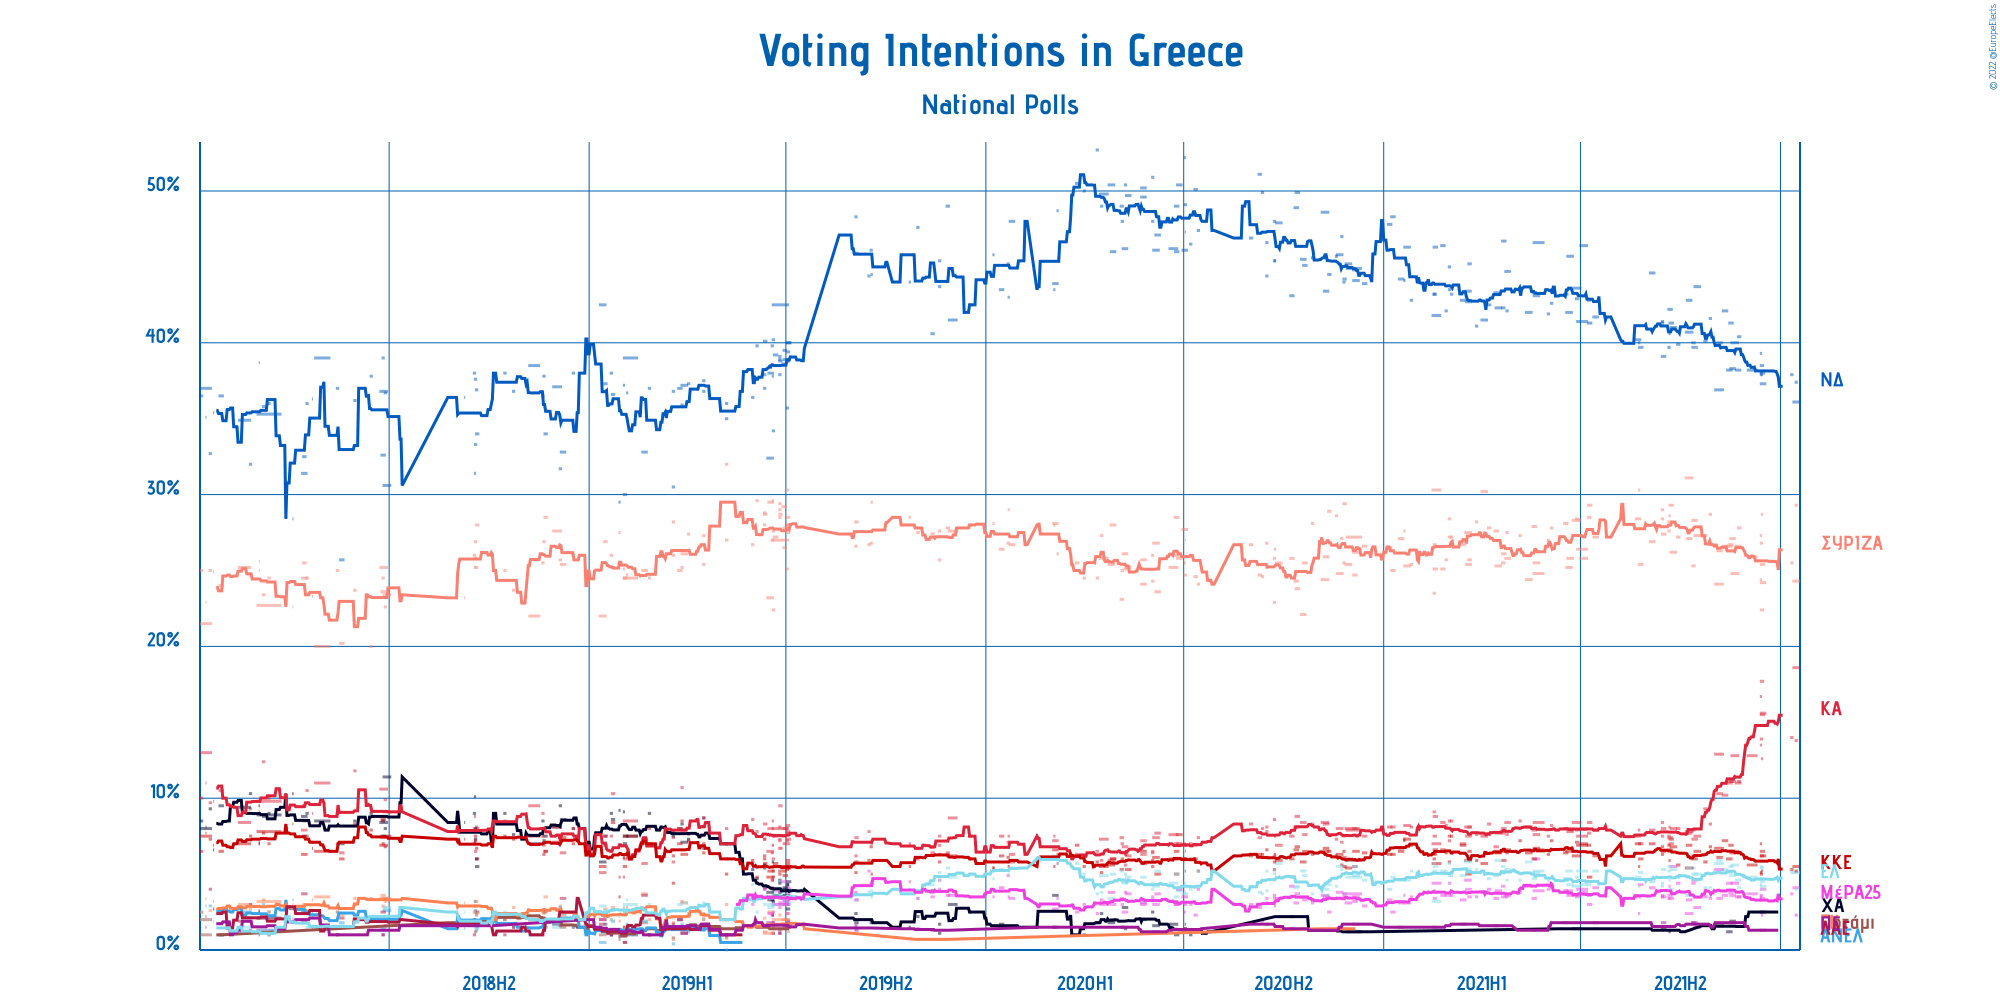 © 2022 @EuropeElects
Voting Intentions in Greece
National Polls
50%
40%
30%
20%
10%
0%
ΝΔ
ΣΥΡΙΖΑ
ΚΑ
ΚΚΕ
ΕΛ
ΜέΡΑ25
ΧΑ
ΑΝΕΛ
2018H2
2019H1
2019H2
2020H1
2020H2
2021H1
2021H2